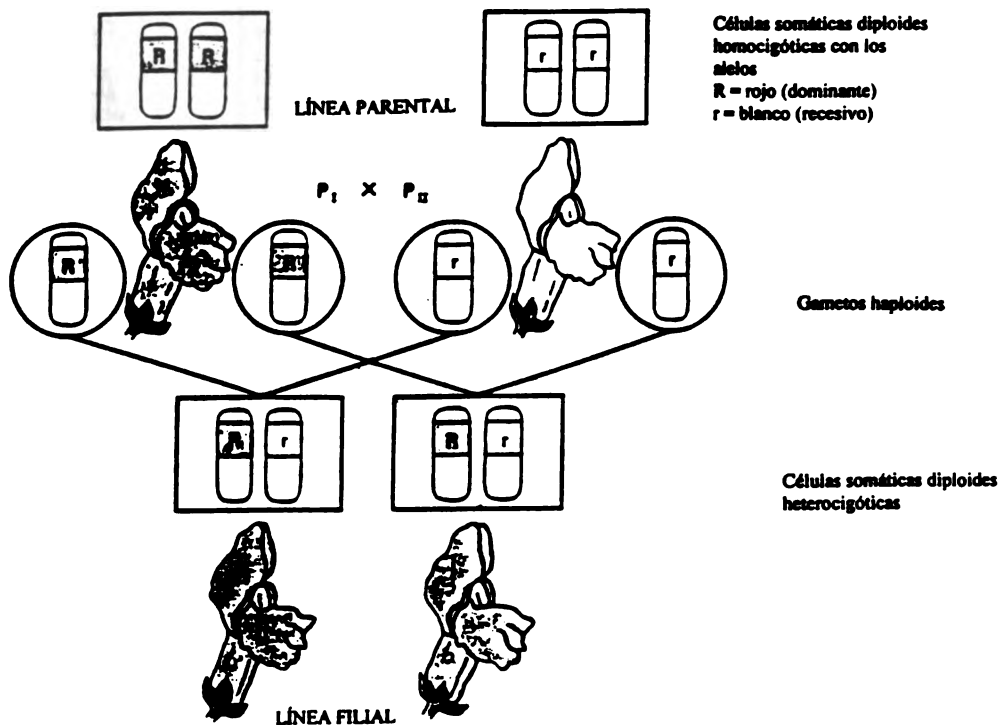 R R
r r
Células somáticas diploides
homocigóticas con los
alelos
R = rojo (dominante)
r = blanco (recesivo)
LÍNEA PARENTAL
P I X P II
R
R
r
r
Gametos haploides
R r
R r
Células somáticas diploides
heterocigóticas
LÍNEA FILIAL